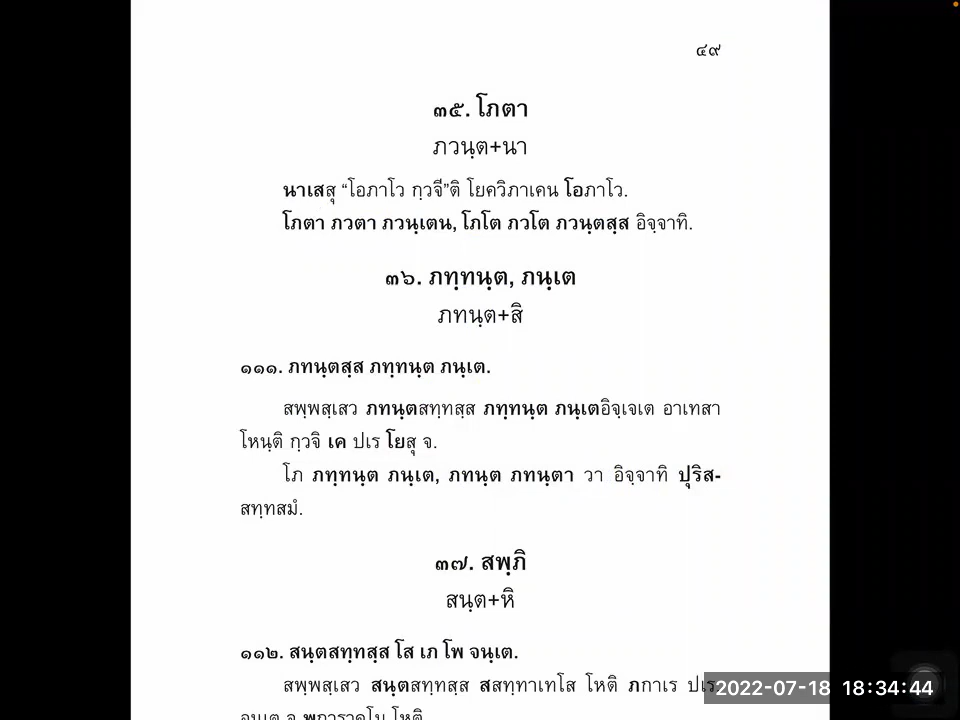 ๔๙
๓๕. โภตา
ภวนฺต+นา
นาเสสุ “โอภาโว กฺวจี”ติ โยควิภาเคน โอภาโว.
โภตา ภวตา ภวนฺเตน, โภโต ภวโต ภวนฺตสฺส อิจฺจาทิ.
๓๖. ภทฺทนฺต, ภนฺเต
ภทนฺต+สิ
๑๑๑. ภทนฺตสฺส ภทฺทนฺต ภนฺเต.
สพฺพสฺเสว ภทนฺตสทฺทสฺส ภทฺทนฺต ภนฺเตอิจฺเจเต อาเทสา
โหนฺติ กฺวจิ เค ปเร โยสุ จ.
โภ ภทฺทนฺต ภนฺเต, ภทนฺต ภทนฺตา วา อิจฺจาทิ ปุริส-
สทฺทสมํ.
๓๗. สพฺภิ
สนฺต+หิ
๑๑๒. สนฺตสทฺทสฺส โส เภ โพ จนฺเต.
สพฺพสฺเสว สนฺตสทฺทสฺส สสทฺทาเทโส โหติ ภกาเร ปเร
2022-07-18 18:34:44